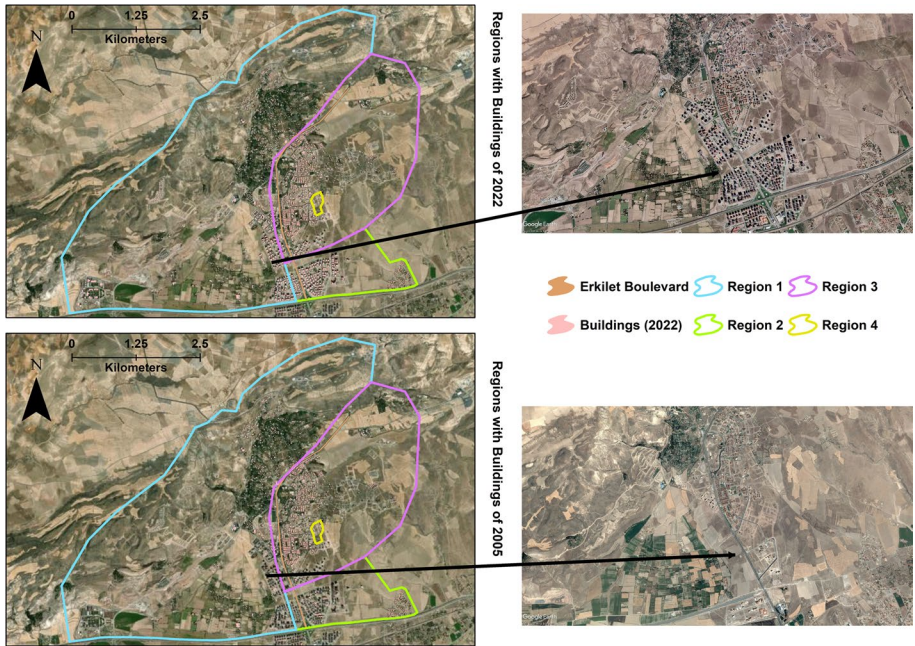 0 1.25 2.5
Kilometers
N
Regions with Buildings of 2022
Google Earth
Erkilet Boulevard
Region 1
Region 3
Buildings (2022)
Region 2
Region 4
0 1.25 2.5
Kilometers
N
Regions with Buildings of 2005
Google Earth